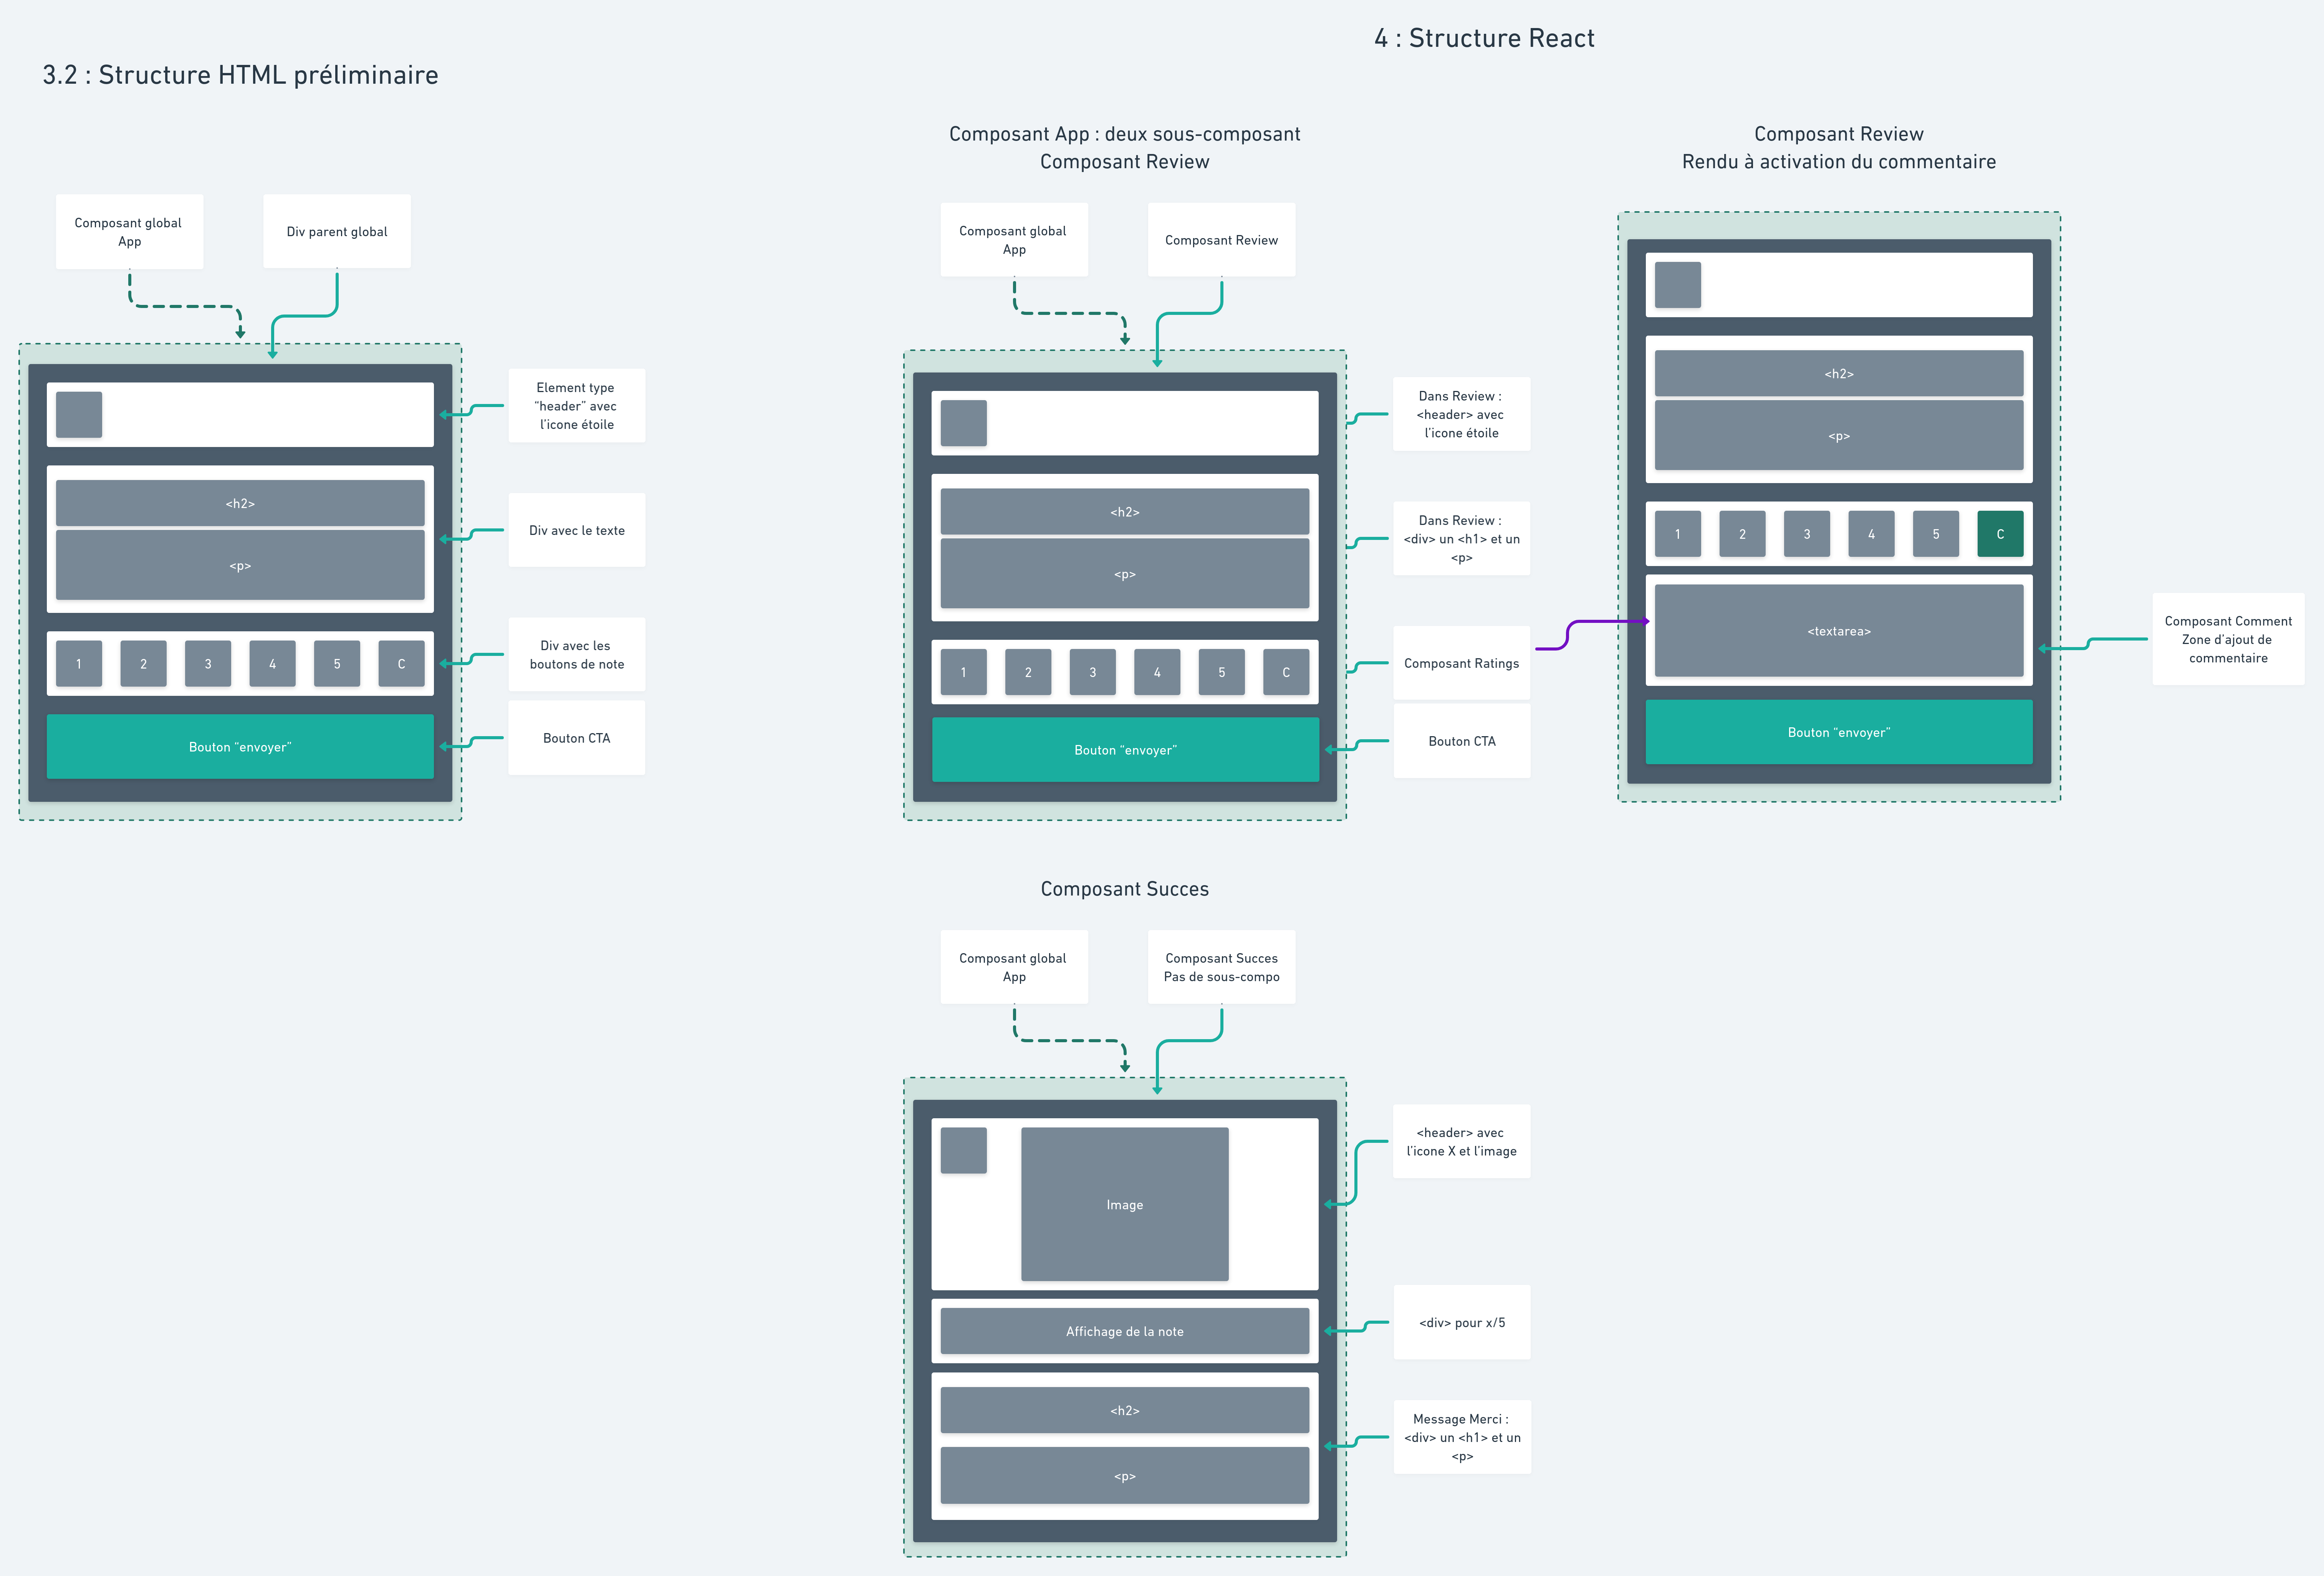 4 : Structure React
3.2 : Structure HTML préliminaire
Composant global
App
Div parent global
Element type
“header” avec
l’icone étoile
<h2>
<p>
Div avec le texte
1
2
3
4
5
C
Div avec les
boutons de note
Bouton “envoyer”
Bouton CTA
Composant App : deux sous-composant
Composant Review
Composant global
App
Composant Review
Dans Review :
<header> avec
l’icone étoile
<h2>
<p>
Dans Review :
<div> un <h1> et un
<p>
1
2
3
4
5
C
Composant Ratings
Bouton “envoyer”
Bouton CTA
Composant Review
Rendu à activation du commentaire
<h2>
<p>
1
2
3
4
5
C
<textarea>
Composant Comment
Zone d’ajout de
commentaire
Bouton “envoyer”
Composant Succes
Composant global
App
Composant Succes
Pas de sous-compo
Image
<header> avec
l’icone X et l’image
Affichage de la note
<div> pour x/5
<h2>
<p>
Message Merci :
<div> un <h1> et un
<p>